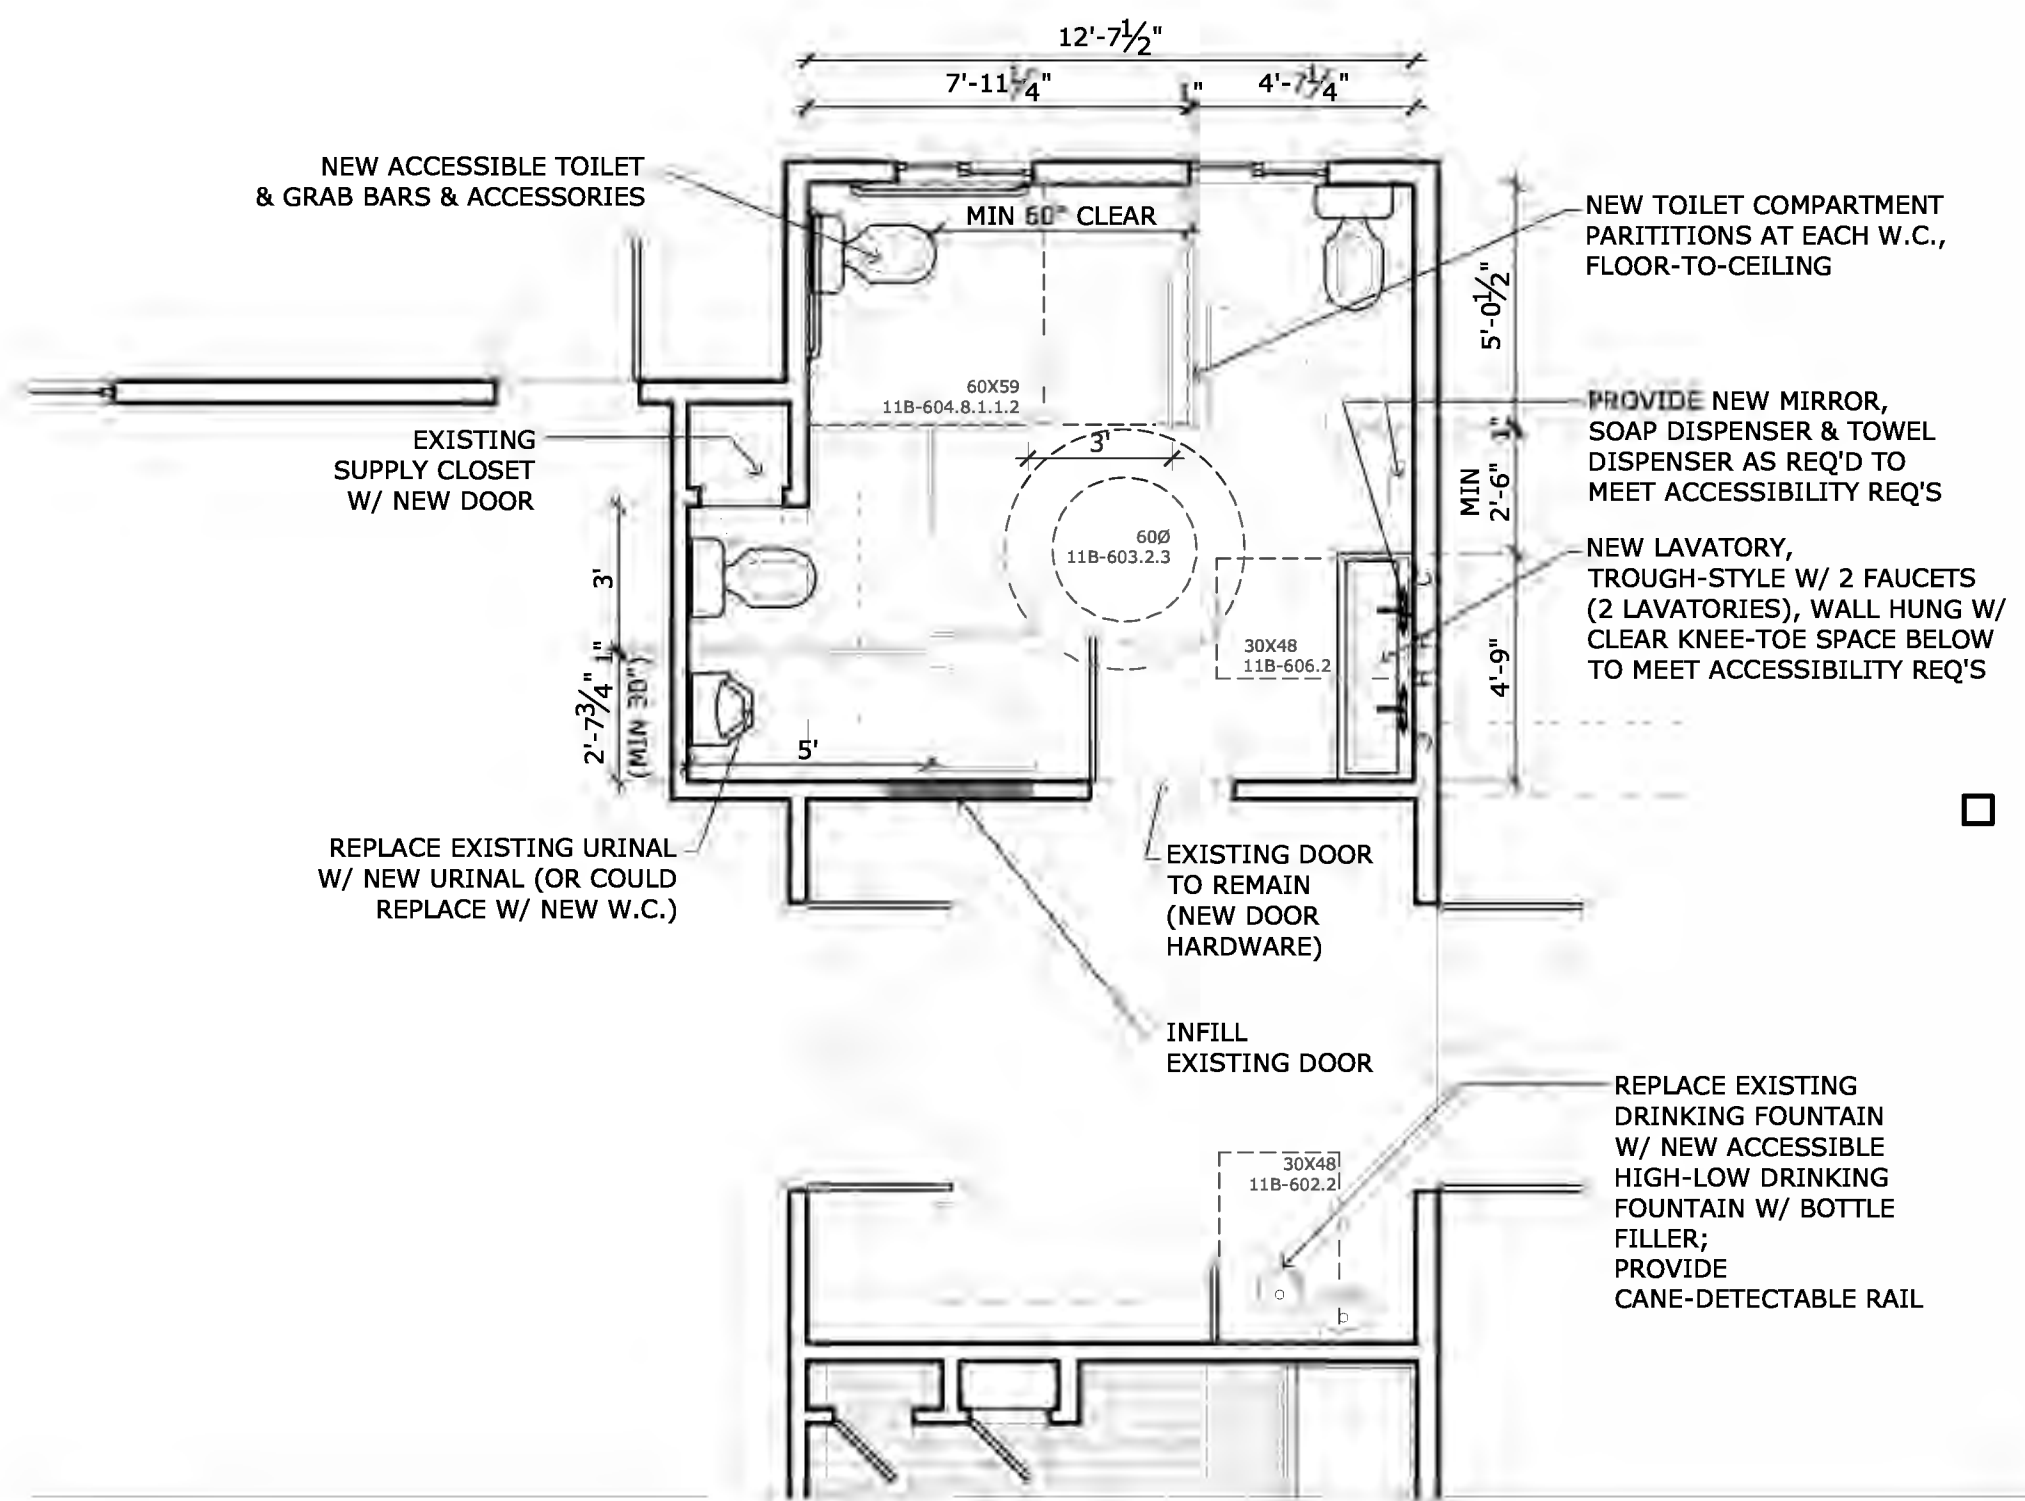 12'-7½"
7'-11¼"
1"
4'-7¼"
NEW ACCESSIBLE TOILET
& GRAB BARS & ACCESSORIES
MIN 60" CLEAR
NEW TOILET COMPARTMENT
PARITITIONS AT EACH W.C.,
FLOOR-TO-CEILING
5'-0½"
60X59
11B-604.8.1.1.2
PROVIDE NEW MIRROR,
SOAP DISPENSER & TOWEL
DISPENSER AS REQ'D TO
MEET ACCESSIBILITY REQ'S
EXISTING
SUPPLY CLOSET
W/ NEW DOOR
3'
1"
MIN
2'-6"
60Ø
11B-603.2.3
NEW LAVATORY,
TROUGH-STYLE W/ 2 FAUCETS
(2 LAVATORIES), WALL HUNG W/
CLEAR KNEE-TOE SPACE BELOW
TO MEET ACCESSIBILITY REQ'S
3'
30X48
11B-606.2
4'-9"
1"
2'-7¾"
(MIN 30")
5'
REPLACE EXISTING URINAL
W/ NEW URINAL (OR COULD
REPLACE W/ NEW W.C.)
EXISTING DOOR
TO REMAIN
(NEW DOOR
HARDWARE)
INFILL
EXISTING DOOR
REPLACE EXISTING
DRINKING FOUNTAIN
W/ NEW ACCESSIBLE
HIGH-LOW DRINKING
FOUNTAIN W/ BOTTLE
FILLER;
PROVIDE
CANE-DETECTABLE RAIL
30X48
11B-602.2